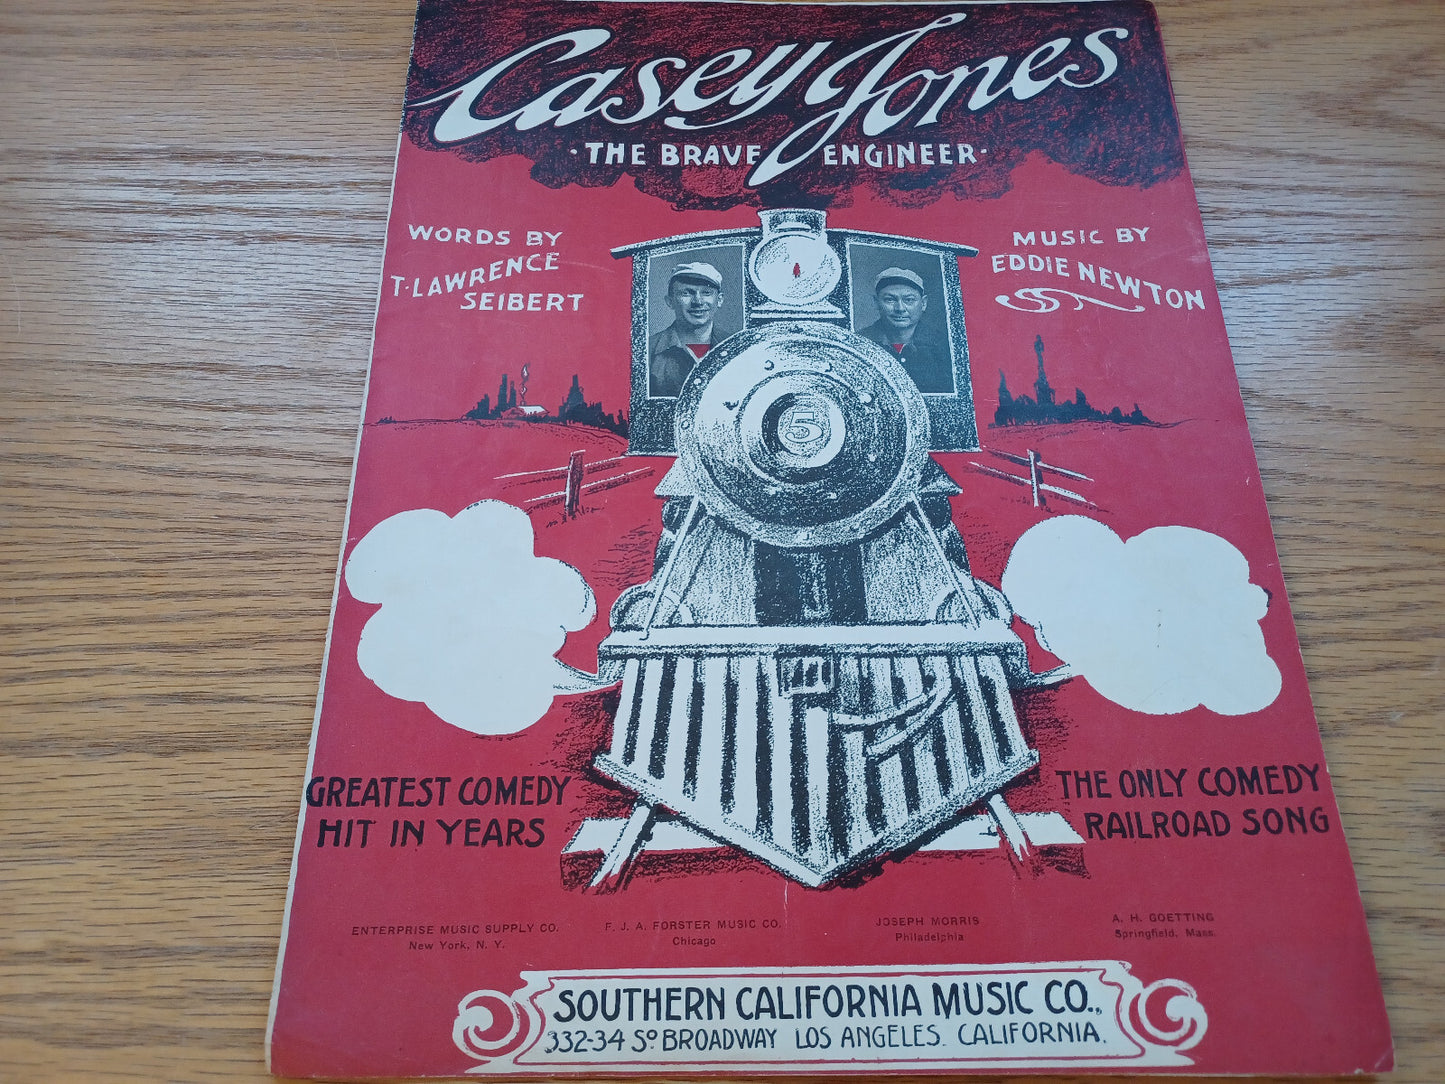 Casey Jones
·THE BRAVE ENGINEER·
WORDS BY
T. LAWRENCE
SEIBERT
MUSIC BY
EDDIE NEWTON
5
GREATEST COMEDY
HIT IN YEARS
THE ONLY COMEDY
RAILROAD SONG
ENTERPRISE MUSIC SUPPLY CO.
New York, N. Y.
F. J. A. FORSTER MUSIC CO.
Chicago
JOSEPH MORRIS
Philadelphia
A. H. GOETTING
Springfield, Mass.
SOUTHERN CALIFORNIA MUSIC CO.,
332-34 So BROADWAY LOS ANGELES. CALIFORNIA.